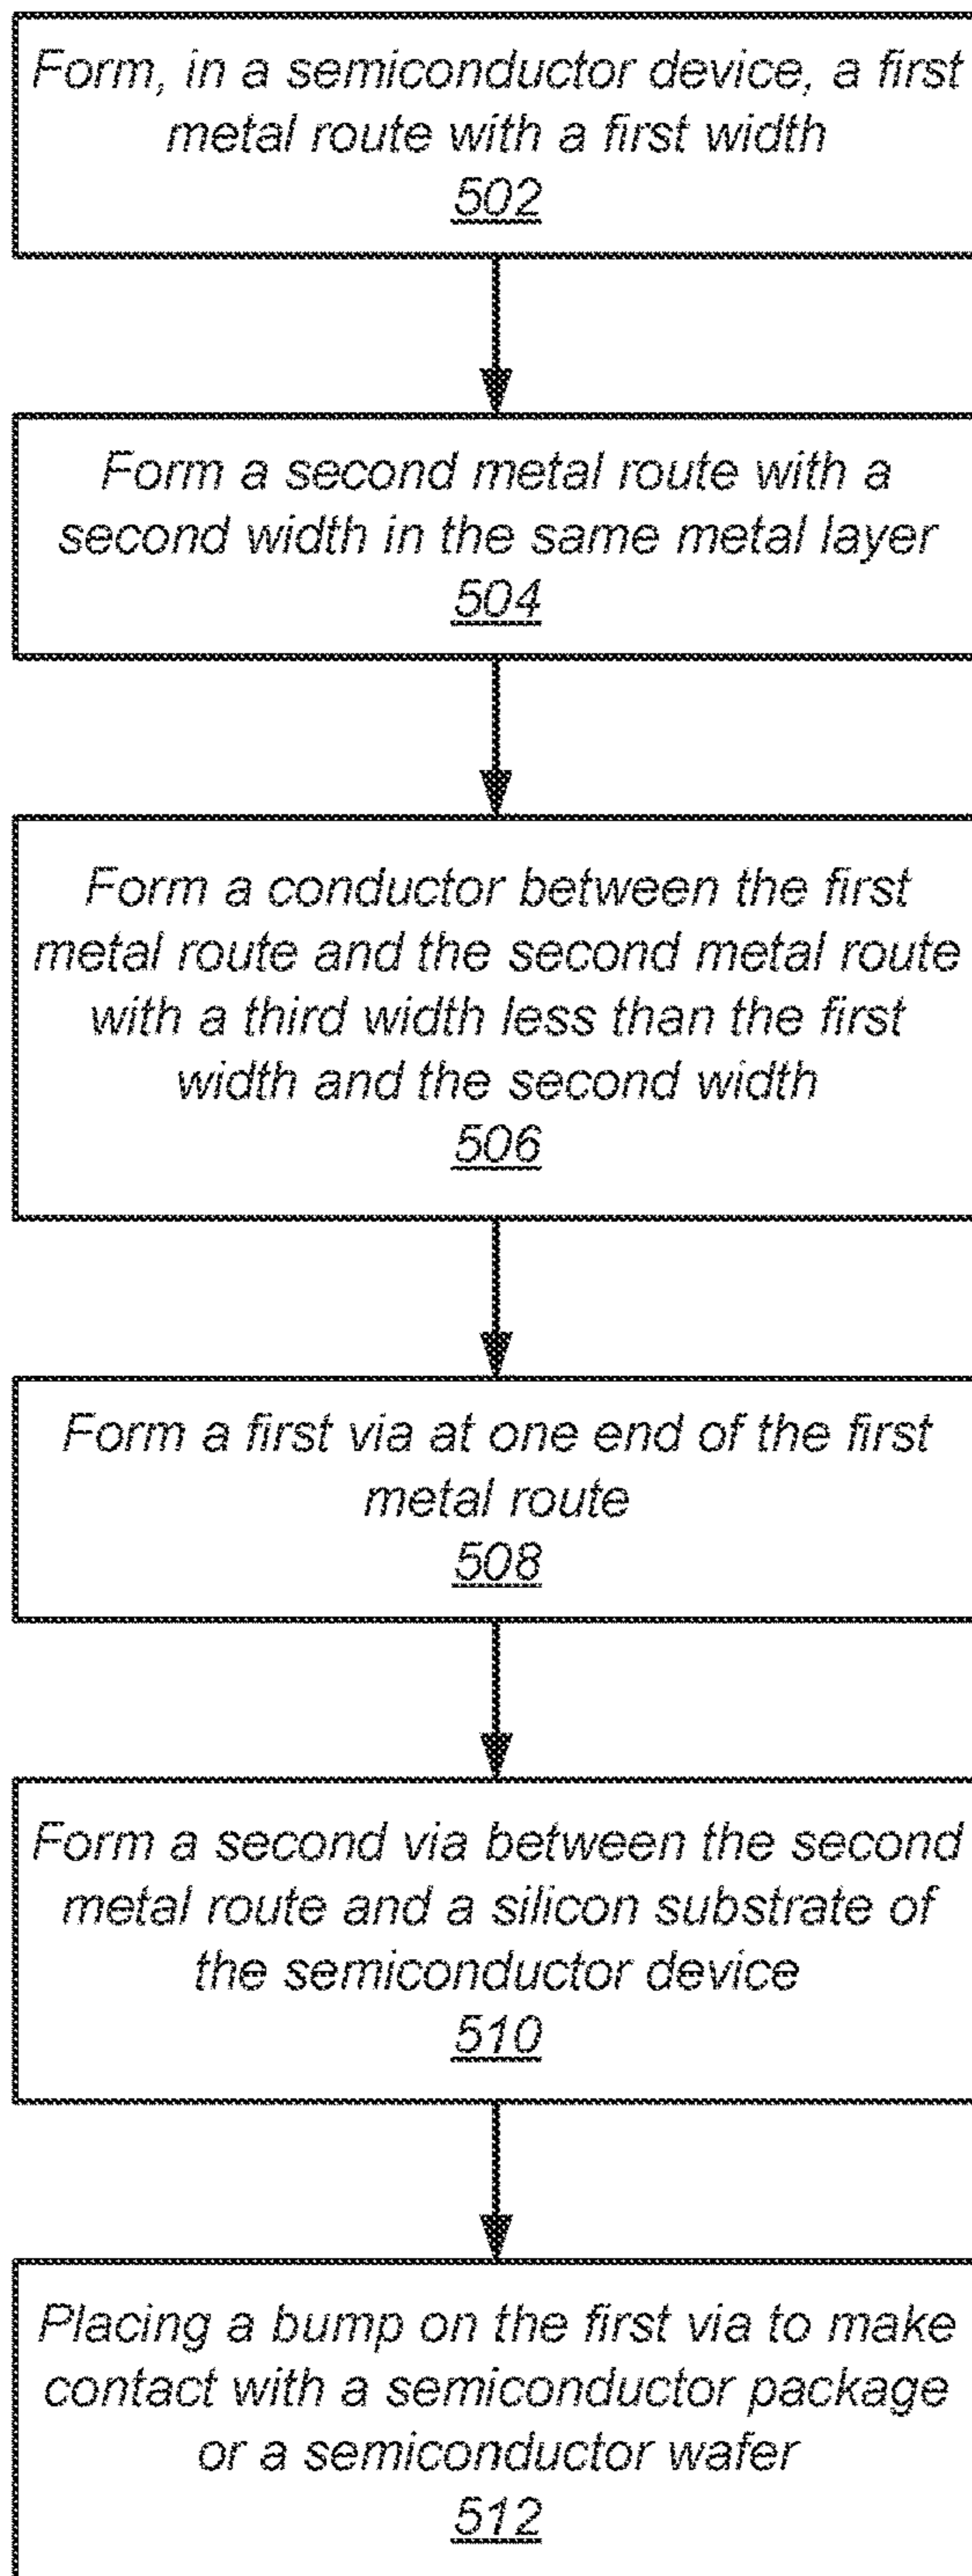 Form, in a semiconductor device, a first
metal route with a first width
502
Form a second metal route with a
second width in the same metal layer
504
Form a conductor between the first
metal route and the second metal route
with a third width less than the first
width and the second width
506
Form a first via at one end of the first
metal route
508
Form a second via between the second
metal route and a silicon substrate of
the semiconductor device
510
Placing a bump on the first via to make
contact with a semiconductor package
or a semiconductor wafer
512